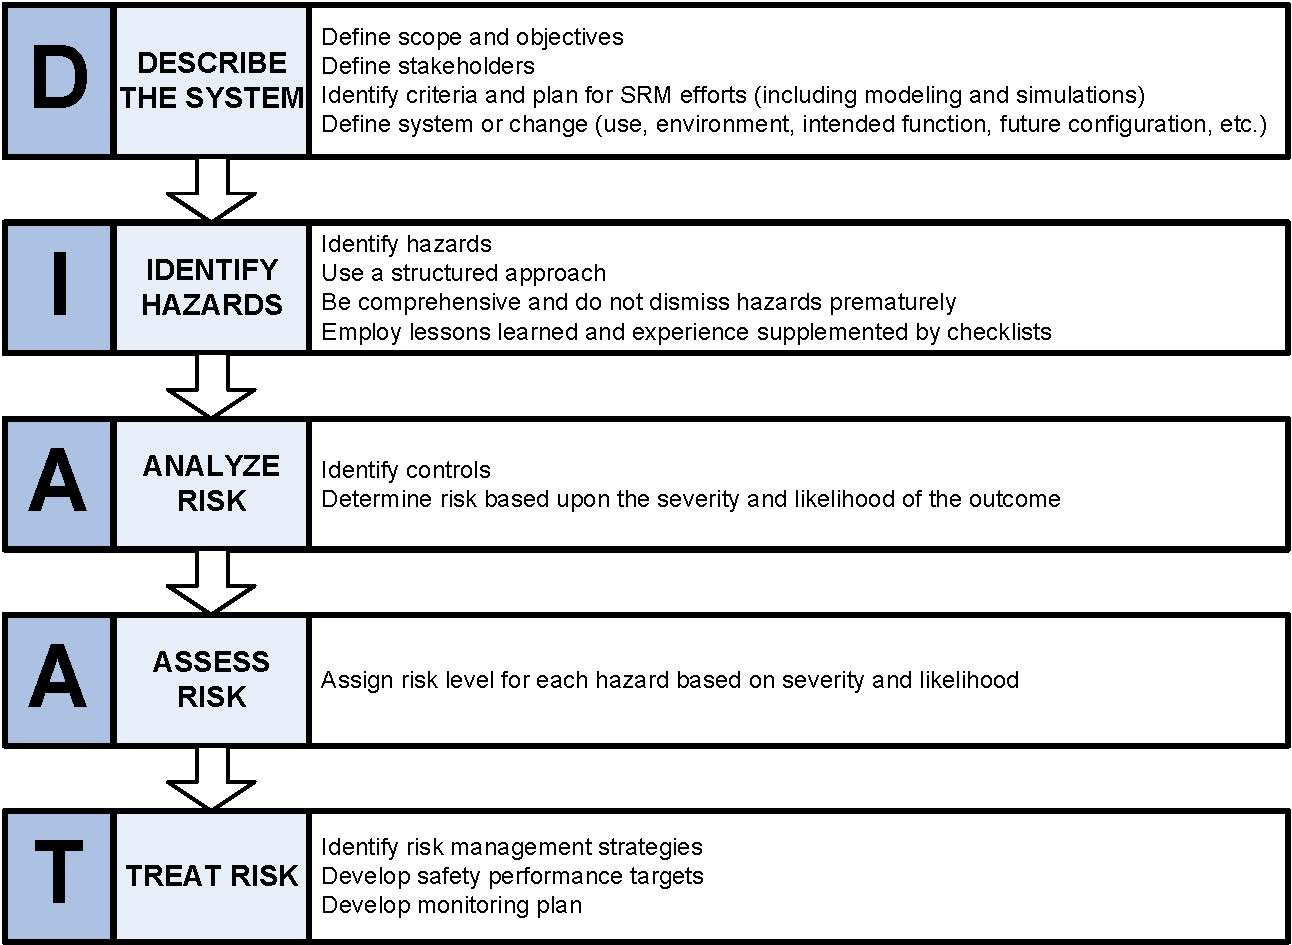 D
DESCRIBE
THE SYSTEM
Define scope and objectives
Define stakeholders
Identify criteria and plan for SRM efforts (including modeling and simulations)
Define system or change (use, environment, intended function, future configuration, etc.)
I
IDENTIFY
HAZARDS
Identify hazards
Use a structured approach
Be comprehensive and do not dismiss hazards prematurely
Employ lessons learned and experience supplemented by checklists
A
ANALYZE
RISK
Identify controls
Determine risk based upon the severity and likelihood of the outcome
A
ASSESS
RISK
Assign risk level for each hazard based on severity and likelihood
T
TREAT RISK
Identify risk management strategies
Develop safety performance targets
Develop monitoring plan